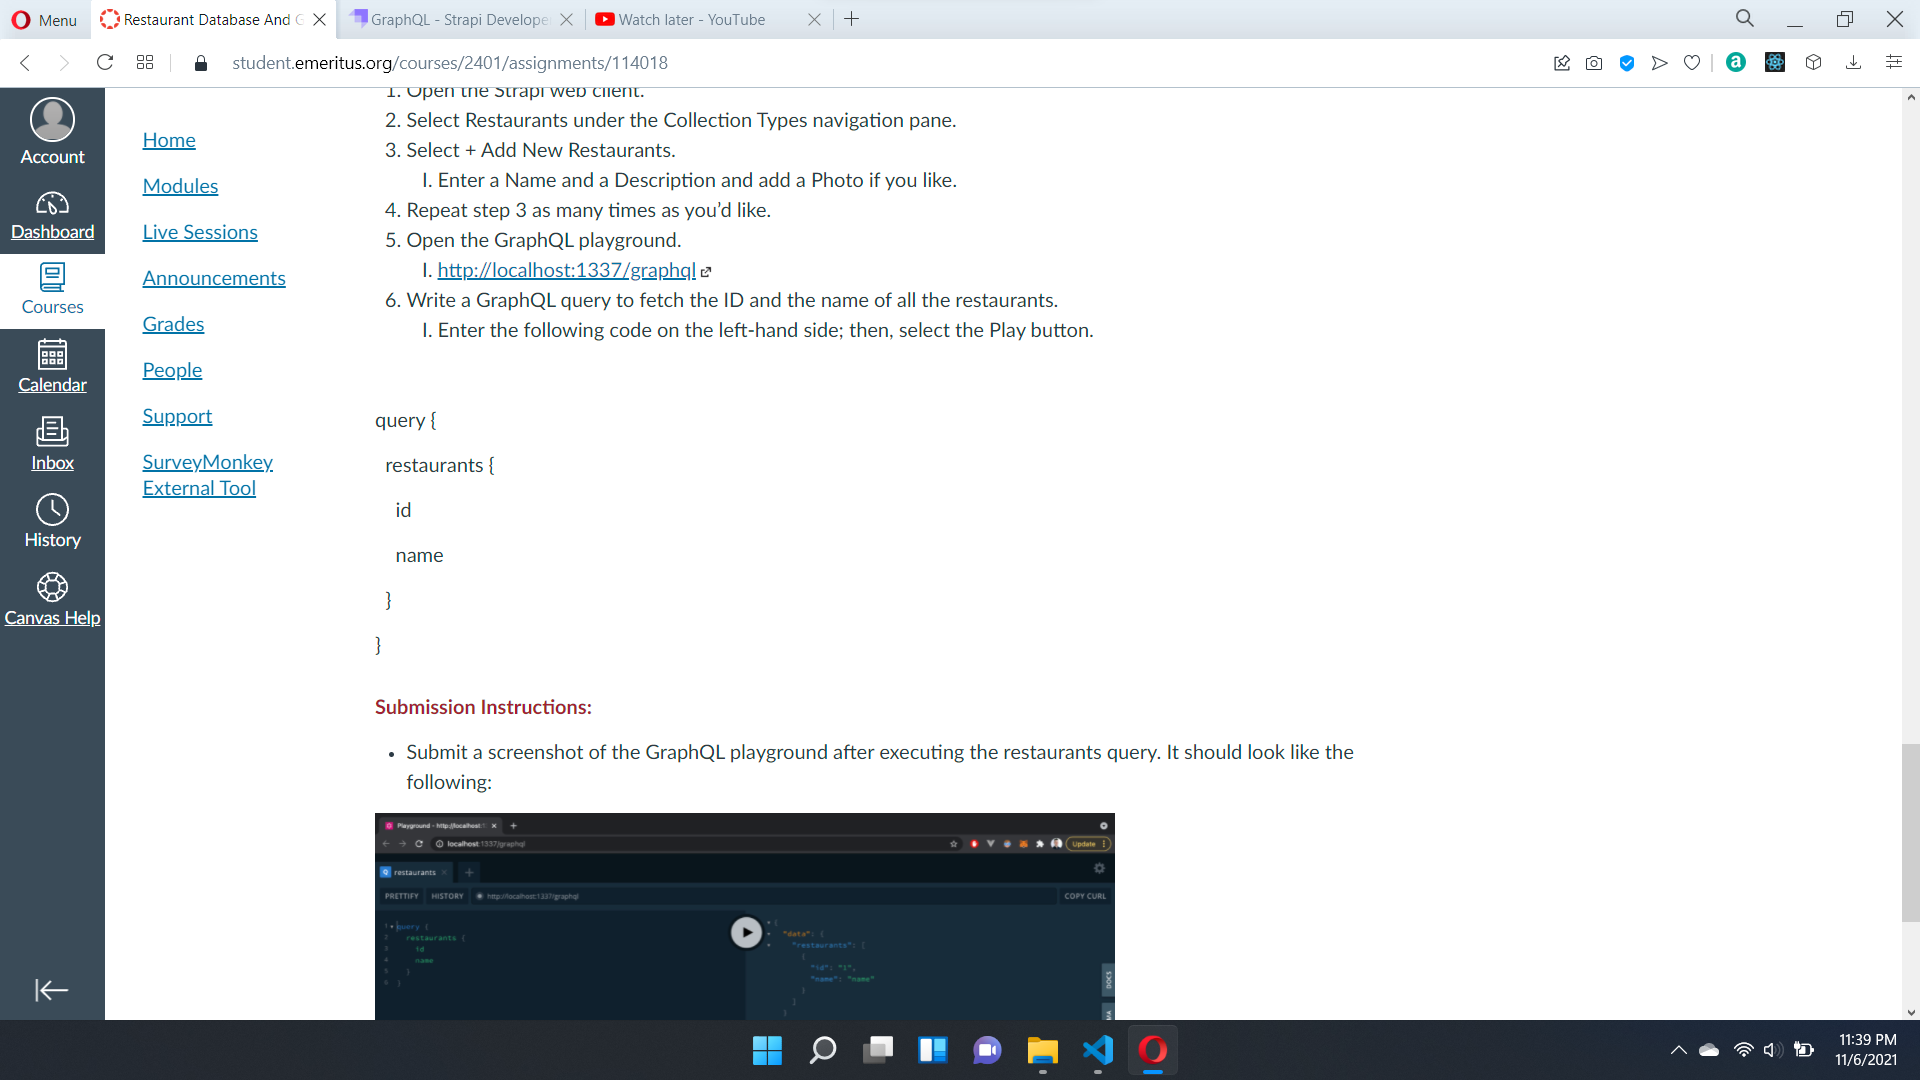 Menu
Restaurant Database And G
GraphQL - Strapi Develope
Watch later - YouTube
student.emeritus.org/courses/2401/assignments/114018
Account
Dashboard
Courses
Calendar
Inbox
History
Canvas Help
Home
Modules
Live Sessions
Announcements
Grades
People
Support
SurveyMonkey
External Tool
1. Open the Strapi web client.
2. Select Restaurants under the Collection Types navigation pane.
3. Select + Add New Restaurants.
I. Enter a Name and a Description and add a Photo if you like.
4. Repeat step 3 as many times as you’d like.
5. Open the GraphQL playground.
I. http://localhost:1337/graphql
6. Write a GraphQL query to fetch the ID and the name of all the restaurants.
I. Enter the following code on the left-hand side; then, select the Play button.
query {
restaurants {
id
name
}
}
Submission Instructions:
• Submit a screenshot of the GraphQL playground after executing the restaurants query. It should look like the
following:
Playground - http://localhost:
localhost:1337/graphql
Update
restaurants
PRETTIFY HISTORY http://localhost:1337/graphql COPY CURL
1 query {
2 restaurants {
3 id
4 name
5 }
6 }
{
"data": {
"restaurants": [
{
"id": "1",
"name": "name"
}
]
}
DOCS
11:39 PM
11/6/2021